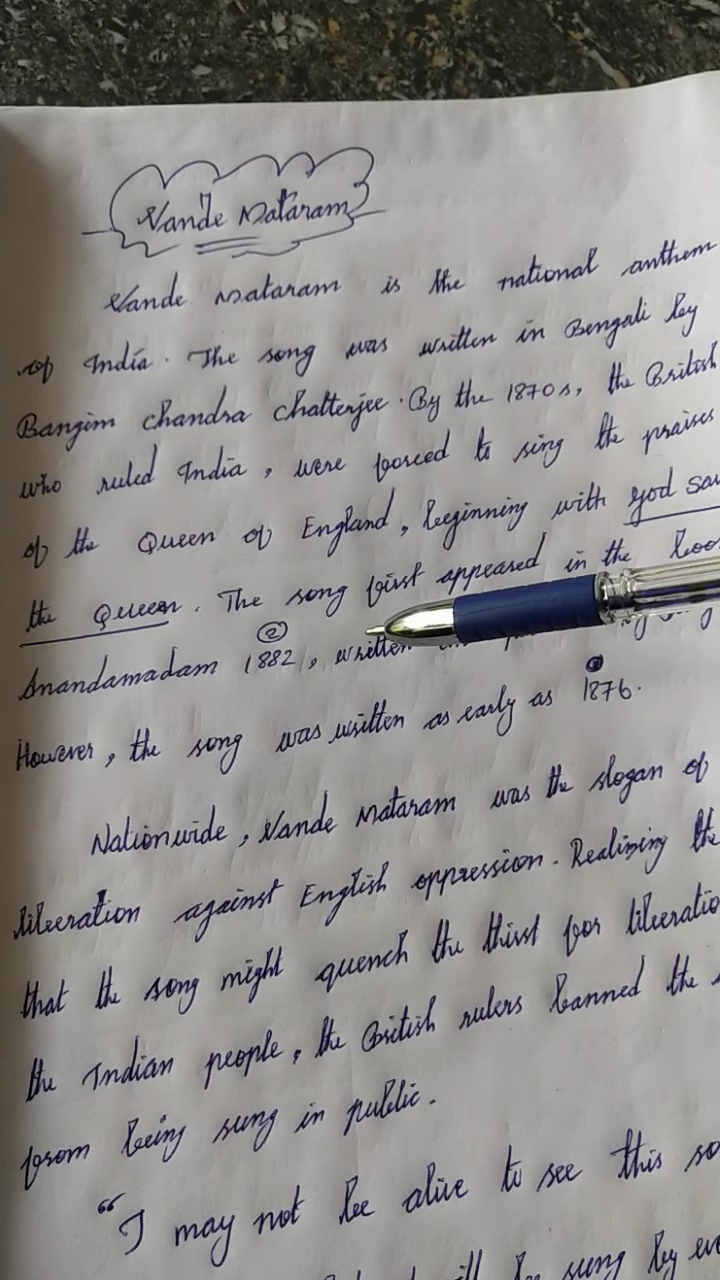 Vande Mataram
Vande Mataram is the national anthem
of India. The song was written in Bengali by
Bangim chandra Chatterjee. By the 1870s, the British
who ruled India, were forced to sing the praises
of the Queen of England, beginning with god
the Queen. The song first appeared in the
②
Anandamadam 1882, written
However, the song was written as early as 1876.
Nationwide, Vande Mataram was the slogan of
liberation against English oppression. Realizing the
that the song might quench the thirst for
the Indian people, the British rulers banned the
from being sung in public.
"I may not be alive to see this
be sung by